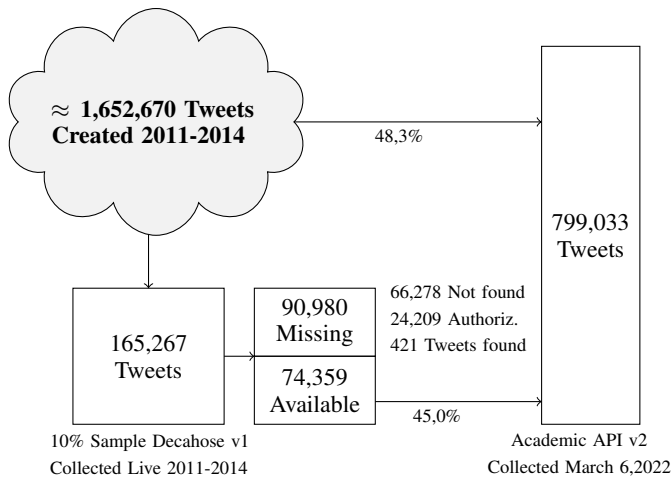 ≈ 1,652,670 Tweets
Created 2011-2014
48,3%
799,033
Tweets
165,267
Tweets
90,980
Missing
74,359
Available
66,278 Not found
24,209 Authoriz.
421 Tweets found
45,0%
10% Sample Decahose v1
Collected Live 2011-2014
Academic API v2
Collected March 6,2022